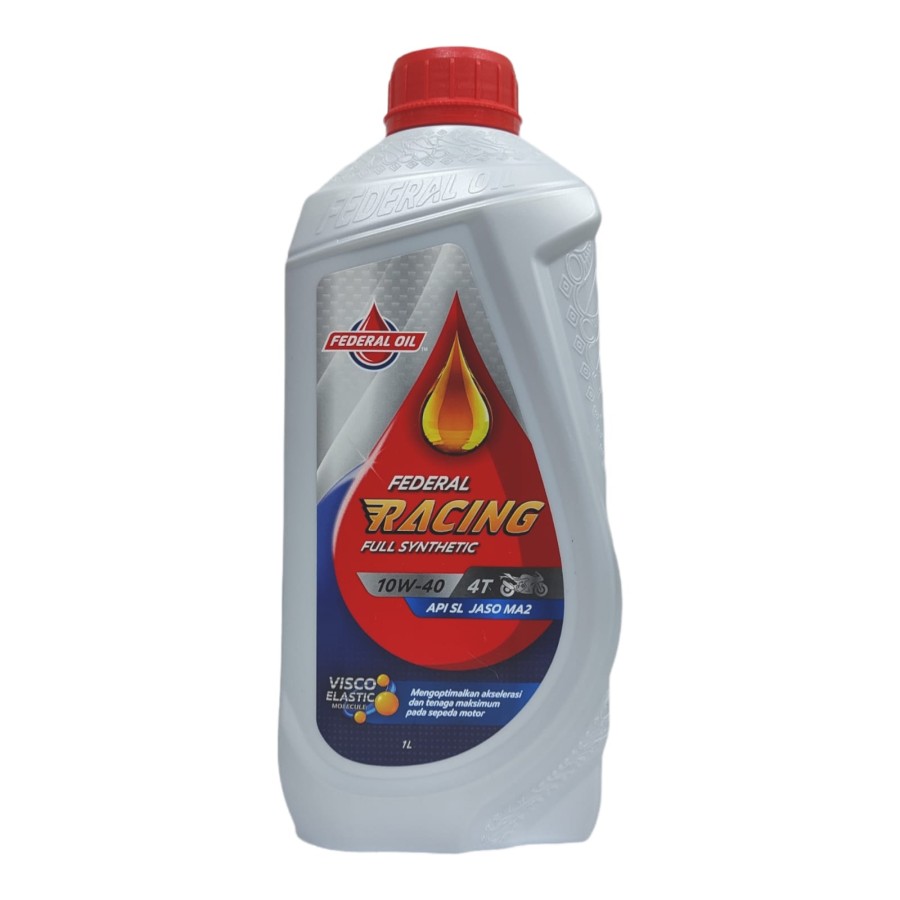 FEDERAL OIL
FEDERAL OIL™
FEDERAL
RACING
FULL SYNTHETIC
10W-40 4T
API SL JASO MA2
VISCO
ELASTIC
MOLECULE
Mengoptimalkan akselerasi
dan tenaga maksimum
pada sepeda motor
1L